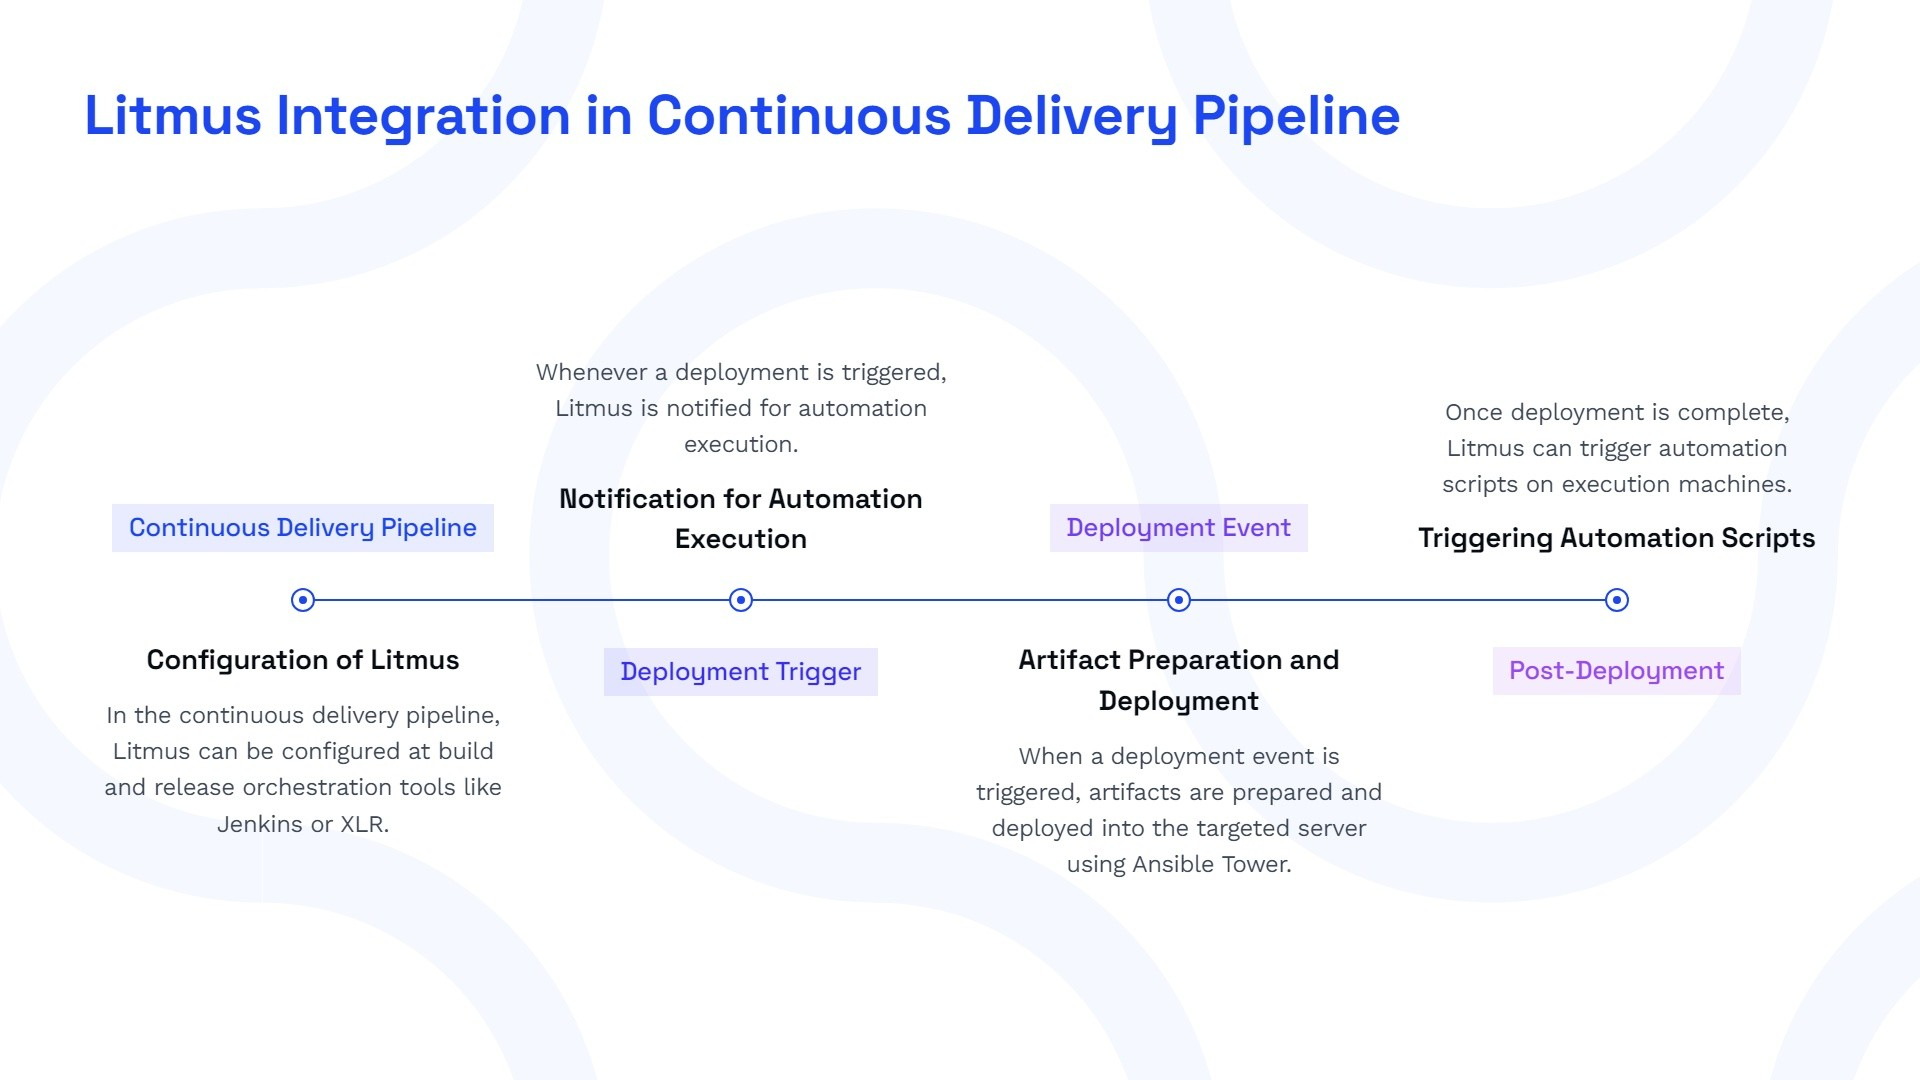 Litmus Integration in Continuous Delivery Pipeline
Continuous Delivery Pipeline
Configuration of Litmus
In the continuous delivery pipeline,
Litmus can be configured at build
and release orchestration tools like
Jenkins or XLR.
Whenever a deployment is triggered,
Litmus is notified for automation
execution.
Notification for Automation
Execution
Deployment Trigger
Deployment Event
Artifact Preparation and
Deployment
When a deployment event is
triggered, artifacts are prepared and
deployed into the targeted server
using Ansible Tower.
Once deployment is complete,
Litmus can trigger automation
scripts on execution machines.
Triggering Automation Scripts
Post-Deployment